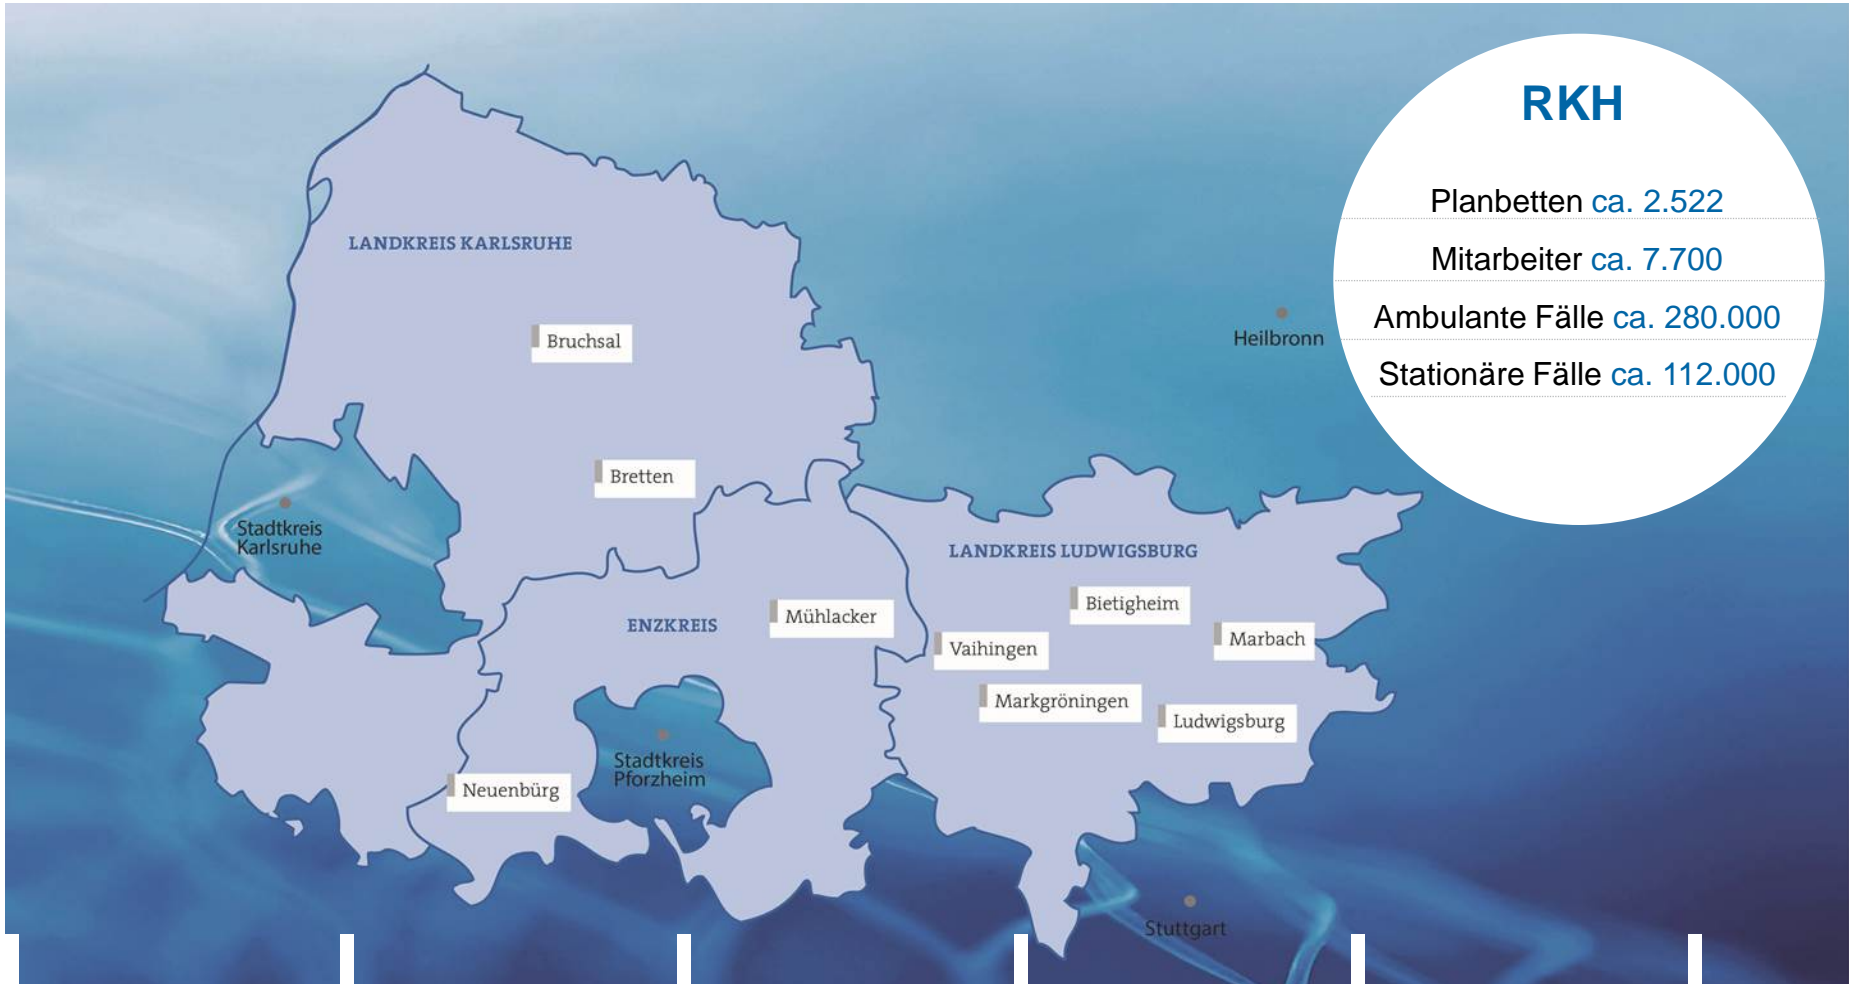 RKH
Planbetten ca. 2.522
Mitarbeiter ca. 7.700
Ambulante Fälle ca. 280.000
Stationäre Fälle ca. 112.000
LANDKREIS KARLSRUHE
Bruchsal
Heilbronn
Bretten
Stadtkreis
Karlsruhe
LANDKREIS LUDWIGSBURG
Bietigheim
Mühlacker
ENZKREIS
Marbach
Vaihingen
Markgröningen
Ludwigsburg
Stadtkreis
Pforzheim
Neuenbürg
Stuttgart